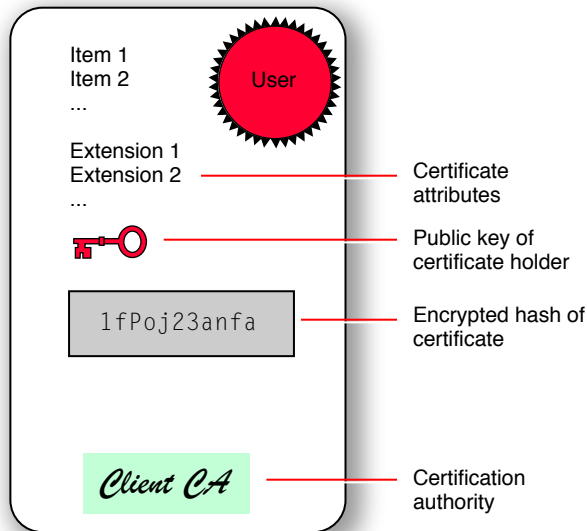 Item 1
Item 2
...
User
Extension 1
Extension 2
...
Certificate
attributes
Public key of
certificate holder
1fPoj23anfa
Encrypted hash of
certificate
Client CA
Certification
authority